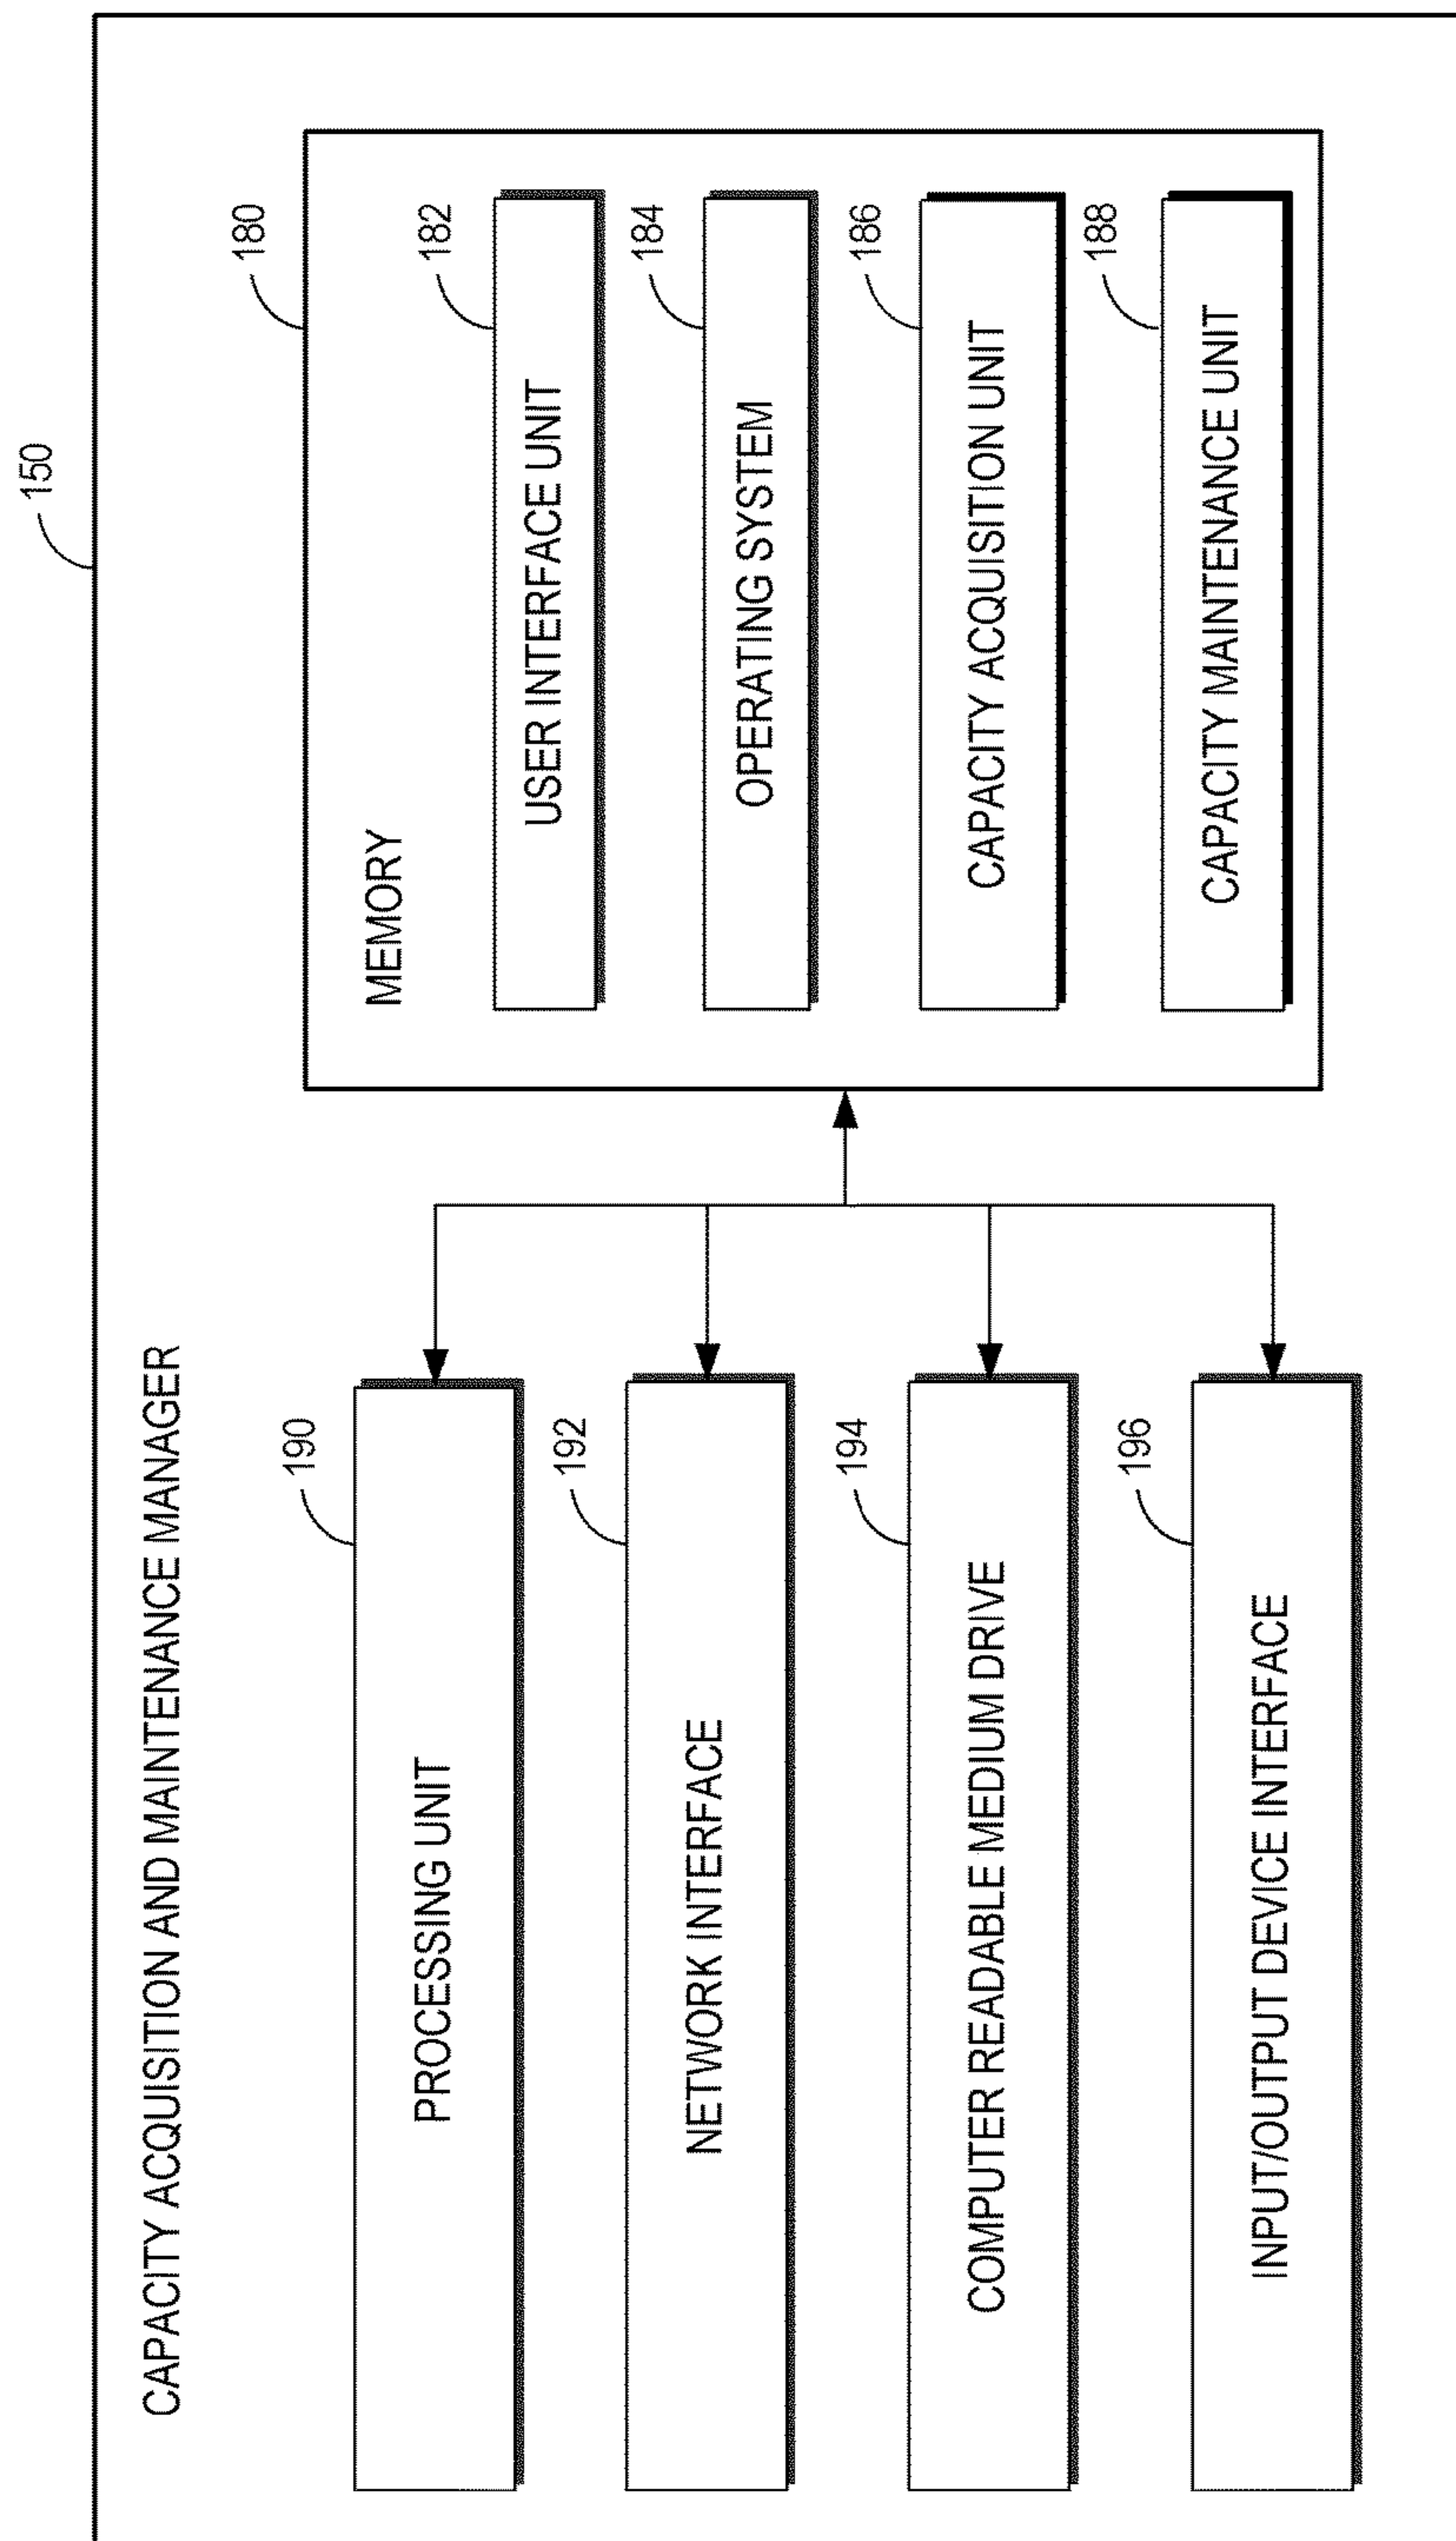 150
CAPACITY ACQUISITION AND MAINTENANCE MANAGER
190
PROCESSING UNIT
192
NETWORK INTERFACE
194
COMPUTER READABLE MEDIUM DRIVE
196
INPUT/OUTPUT DEVICE INTERFACE
180
MEMORY
182
USER INTERFACE UNIT
184
OPERATING SYSTEM
186
CAPACITY ACQUISITION UNIT
188
CAPACITY MAINTENANCE UNIT